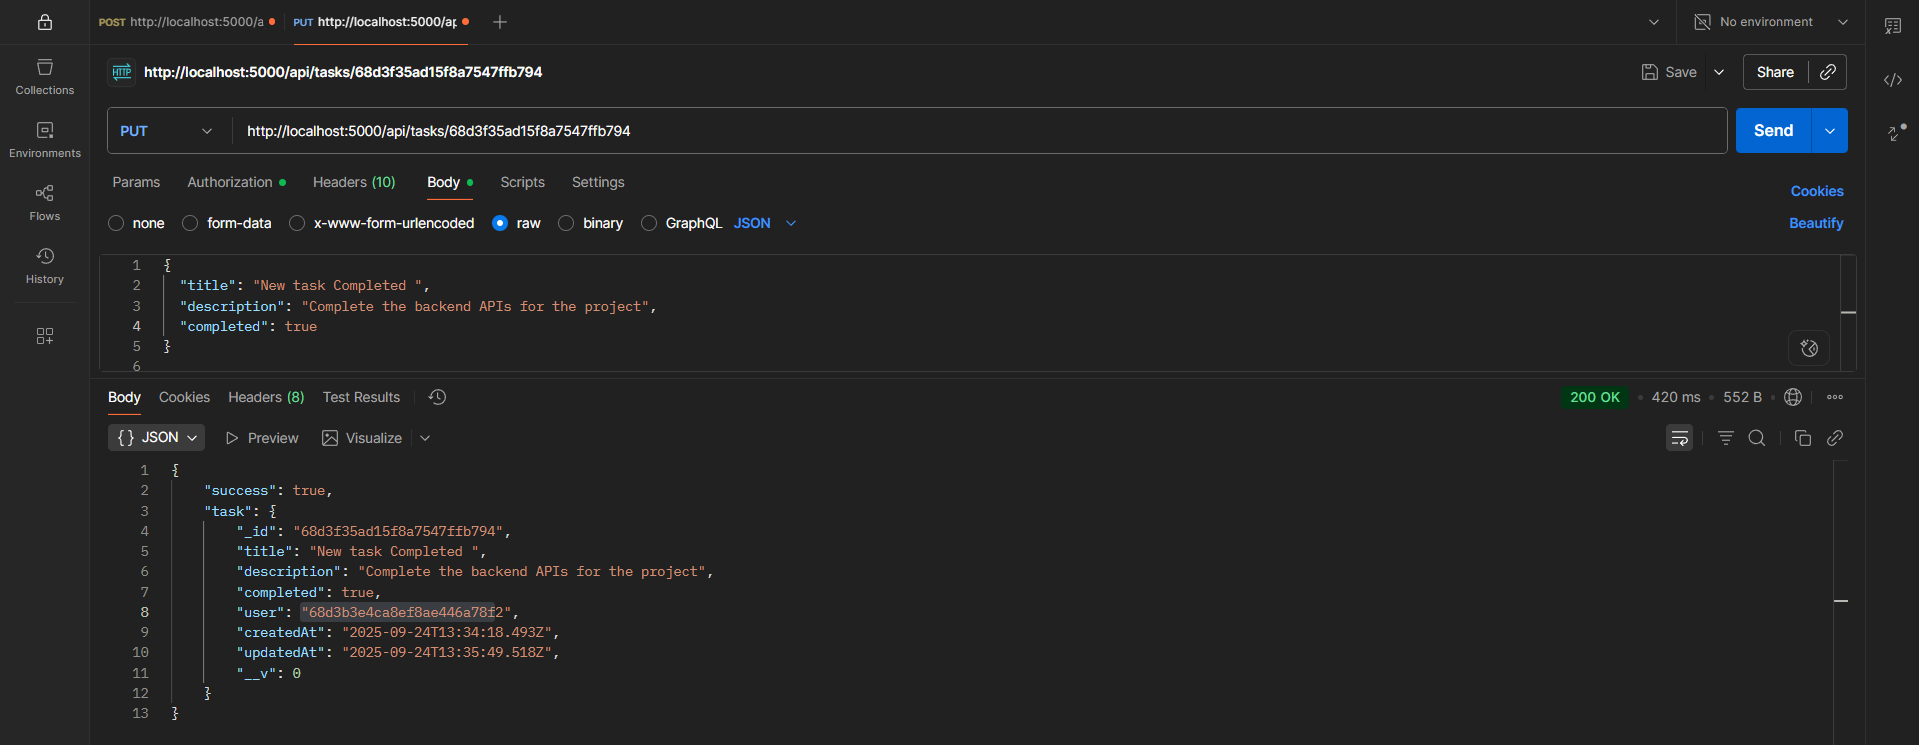 POST http://localhost:5000/a
PUT http://localhost:5000/ap
No environment
Collections
Environments
Flows
History
HTTP http://localhost:5000/api/tasks/68d3f35ad15f8a7547ffb794
Save
Share
PUT http://localhost:5000/api/tasks/68d3f35ad15f8a7547ffb794
Send
Params Authorization Headers (10) Body Scripts Settings
Cookies
none form-data x-www-form-urlencoded raw binary GraphQL JSON
Beautify
1 {
2 "title": "New task Completed ",
3 "description": "Complete the backend APIs for the project",
4 "completed": true
5 }
6
Body Cookies Headers (8) Test Results
200 OK 420 ms 552 B
{} JSON Preview Visualize
1 {
2 "success": true,
3 "task": {
4 "_id": "68d3f35ad15f8a7547ffb794",
5 "title": "New task Completed ",
6 "description": "Complete the backend APIs for the project",
7 "completed": true,
8 "user": "68d3b3e4ca8ef8ae446a78f2",
9 "createdAt": "2025-09-24T13:34:18.493Z",
10 "updatedAt": "2025-09-24T13:35:49.518Z",
11 "__v": 0
12 }
13 }